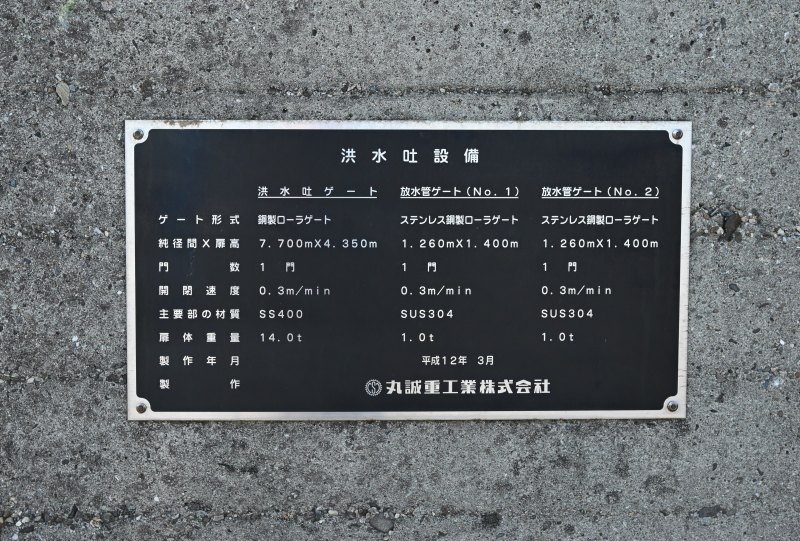 洪水吐設備
洪水吐ゲート 放水管ゲート(No.1) 放水管ゲート(No.2)
ゲート形式 鋼製ローラゲート ステンレス鋼製ローラゲート ステンレス鋼製ローラゲート
純径間X扉高 7.700mX4.350m 1.260mX1.400m 1.260mX1.400m
門数 1 門 1 門 1 門
開閉速度 0.3m/min 0.3m/min 0.3m/min
主要部の材質 SS400 SUS304 SUS304
扉体重量 14.0t 1.0t 1.0t
製作年月 平成12年 3月
製作 丸誠重工業株式会社